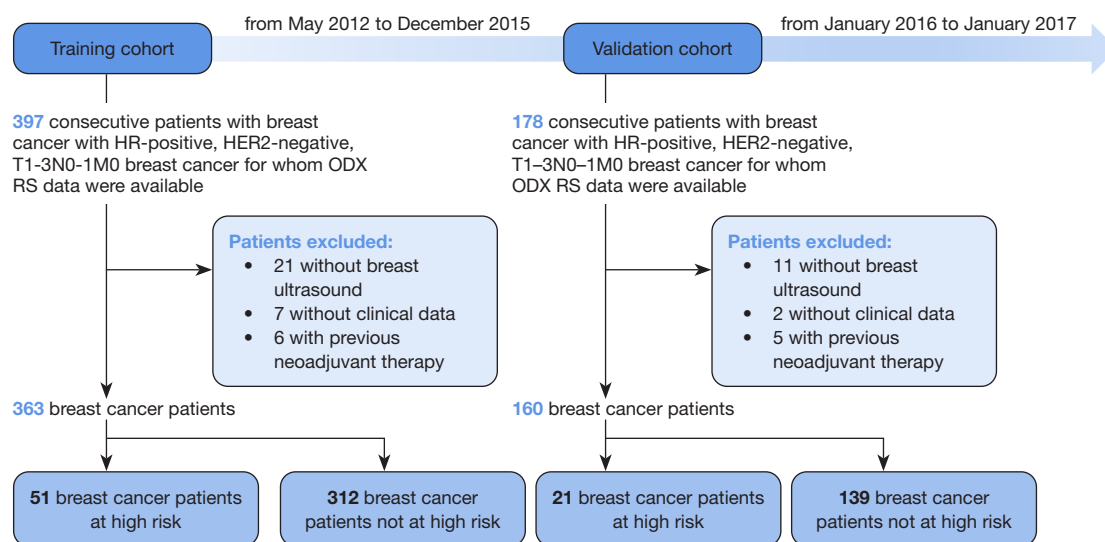 from May 2012 to December 2015
from January 2016 to January 2017
Training cohort
Validation cohort
397 consecutive patients with breast
cancer with HR-positive, HER2-negative,
T1-3N0-1M0 breast cancer for whom ODX
RS data were available
Patients excluded:
• 21 without breast
ultrasound
• 7 without clinical data
• 6 with previous
neoadjuvant therapy
363 breast cancer patients
51 breast cancer patients
at high risk
312 breast cancer
patients not at high risk
178 consecutive patients with breast
cancer with HR-positive, HER2-negative,
T1–3N0–1M0 breast cancer for whom
ODX RS data were available
Patients excluded:
• 11 without breast
ultrasound
• 2 without clinical data
• 5 with previous
neoadjuvant therapy
160 breast cancer patients
21 breast cancer patients
at high risk
139 breast cancer
patients not at high risk